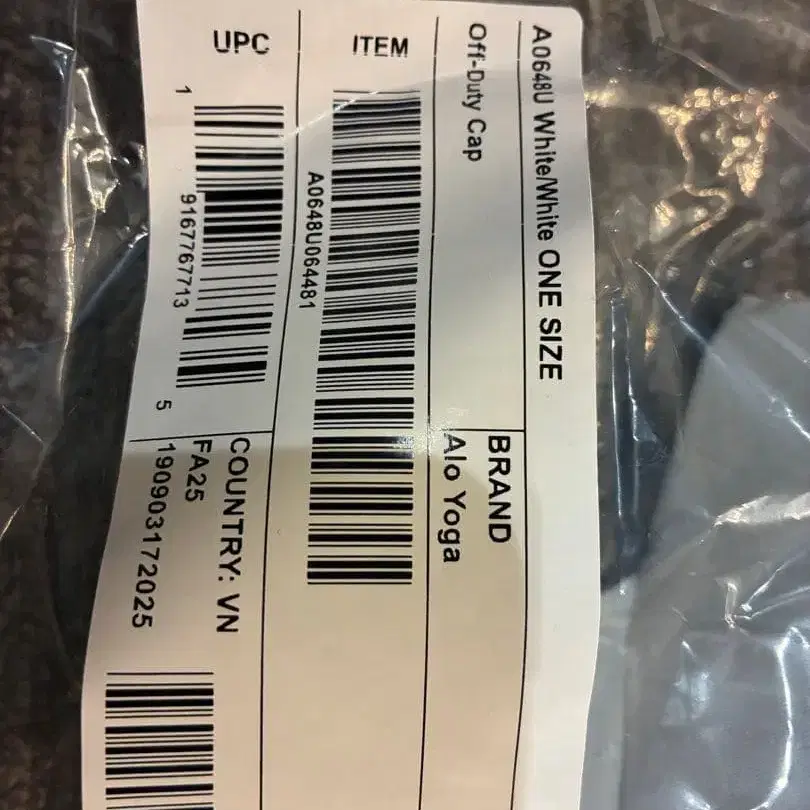 A0648U White/White ONE SIZE
Off-Duty Cap
BRAND
Alo Yoga
ITEM
A0648U064481
UPC
1 9167767713 5
COUNTRY: VN
FA25
190903172025